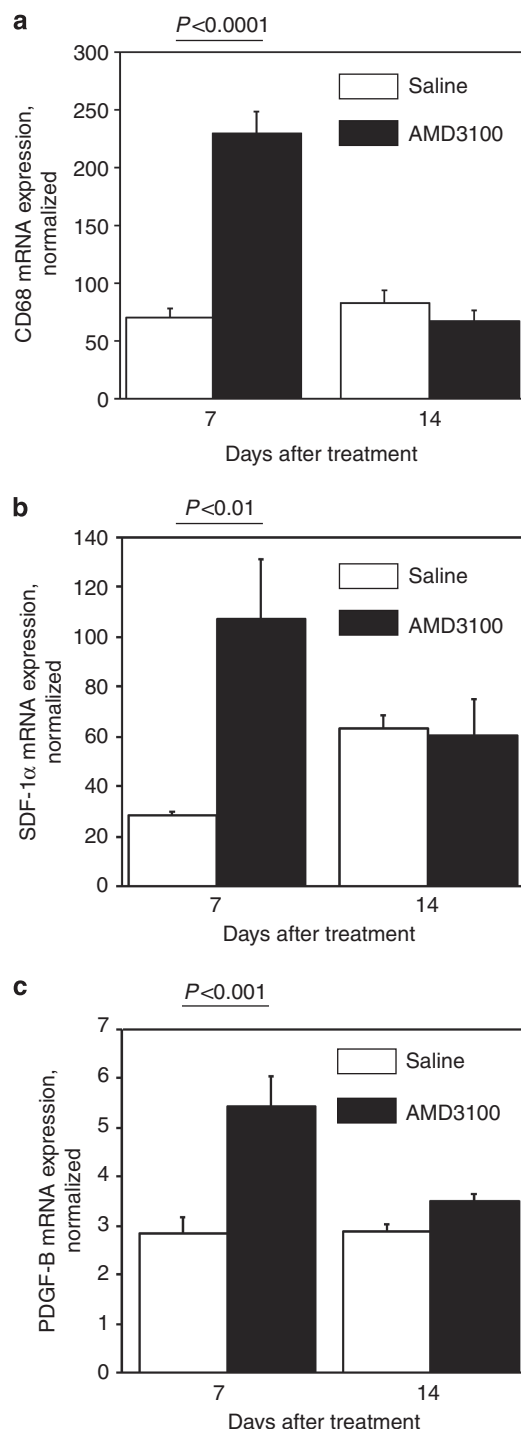 a
P<0.0001
CD68 mRNA expression,
normalized
300
250
200
150
100
50
0
Saline
AMD3100
7
14
Days after treatment
b
P<0.01
SDF-1α mRNA expression,
normalized
140
120
100
80
60
40
20
0
Saline
AMD3100
7
14
Days after treatment
c
P<0.001
PDGF-B mRNA expression,
normalized
7
6
5
4
3
2
1
0
Saline
AMD3100
7
14
Days after treatment